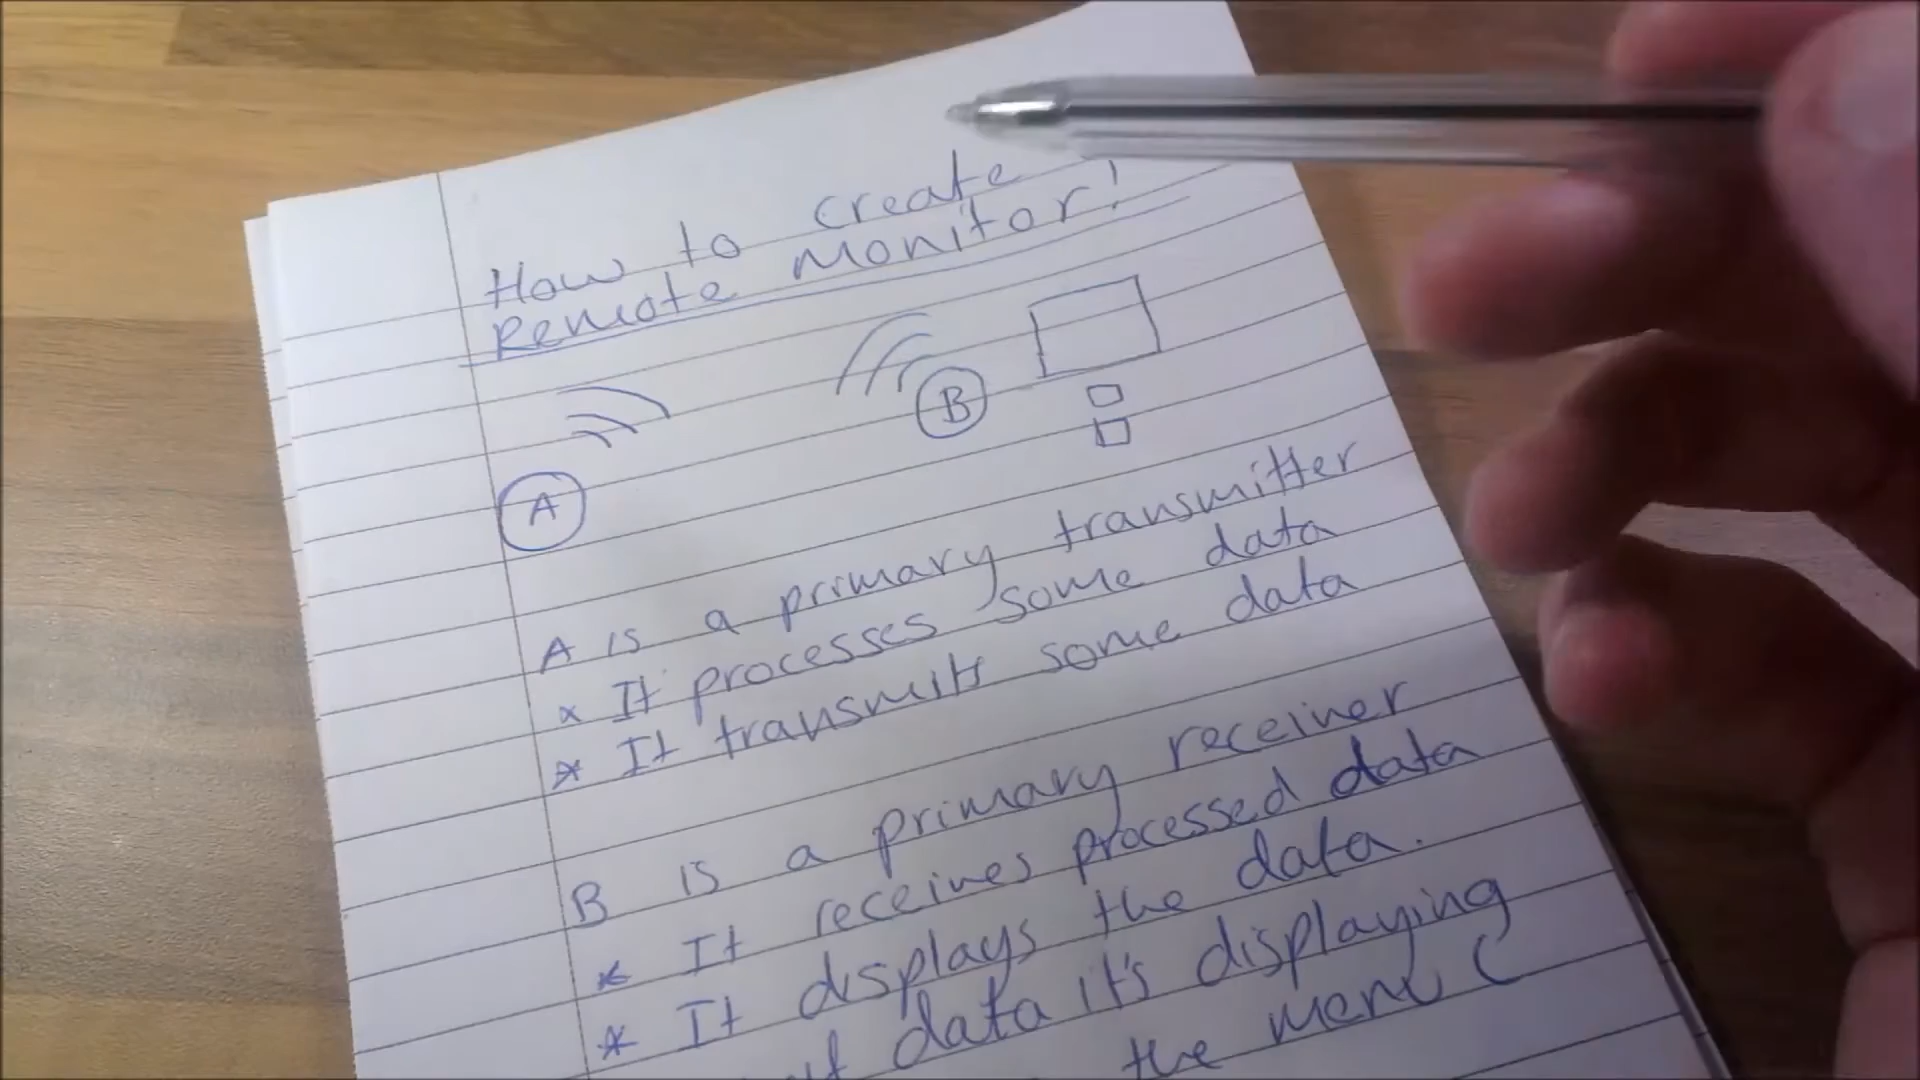 How to create
Remote Monitor!
B
A
A is a primary transmitter
* It processes some data
* It transmits some data
B is a primary receiver
* It receives processed data
* It displays the data.
data it's displaying
the menu (